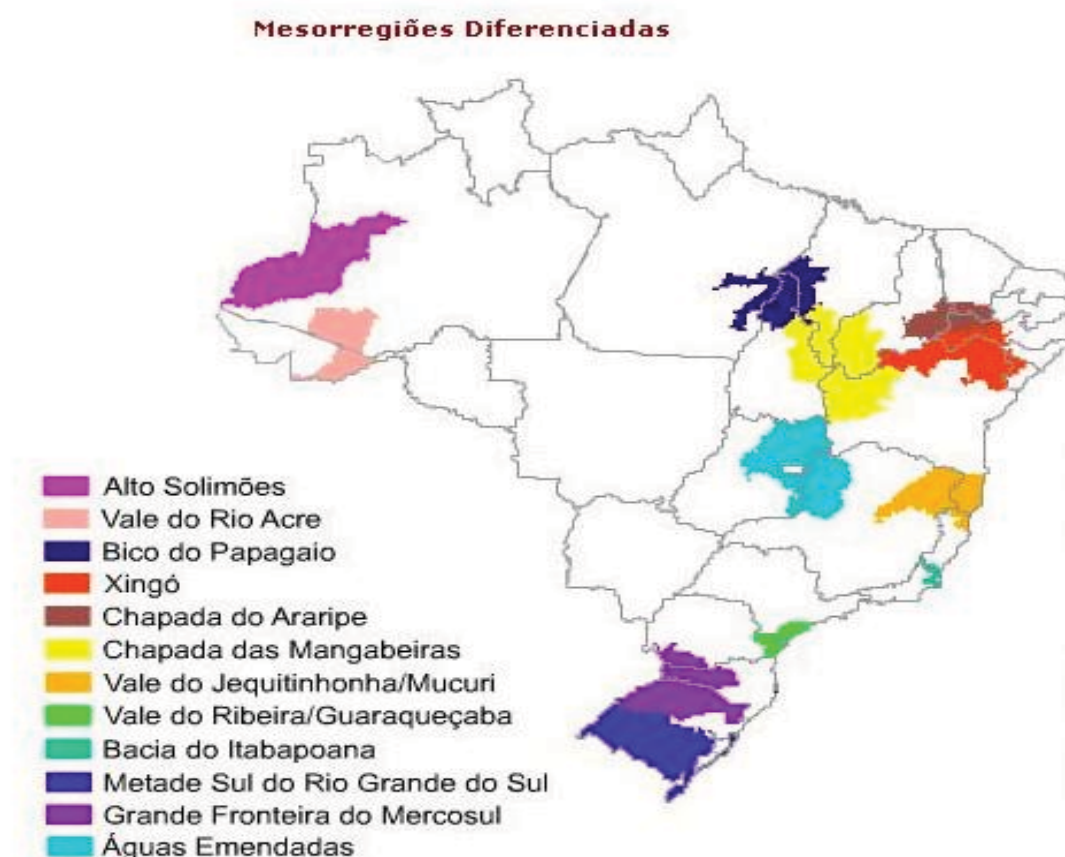 Mesorregiões Diferenciadas
Alto Solimões
Vale do Rio Acre
Bico do Papagaio
Xingó
Chapada do Araripe
Chapada das Mangabeiras
Vale do Jequitinhonha/Mucuri
Vale do Ribeira/Guaraqueçaba
Bacia do Itabapoana
Metade Sul do Rio Grande do Sul
Grande Fronteira do Mercosul
Águas Emendadas